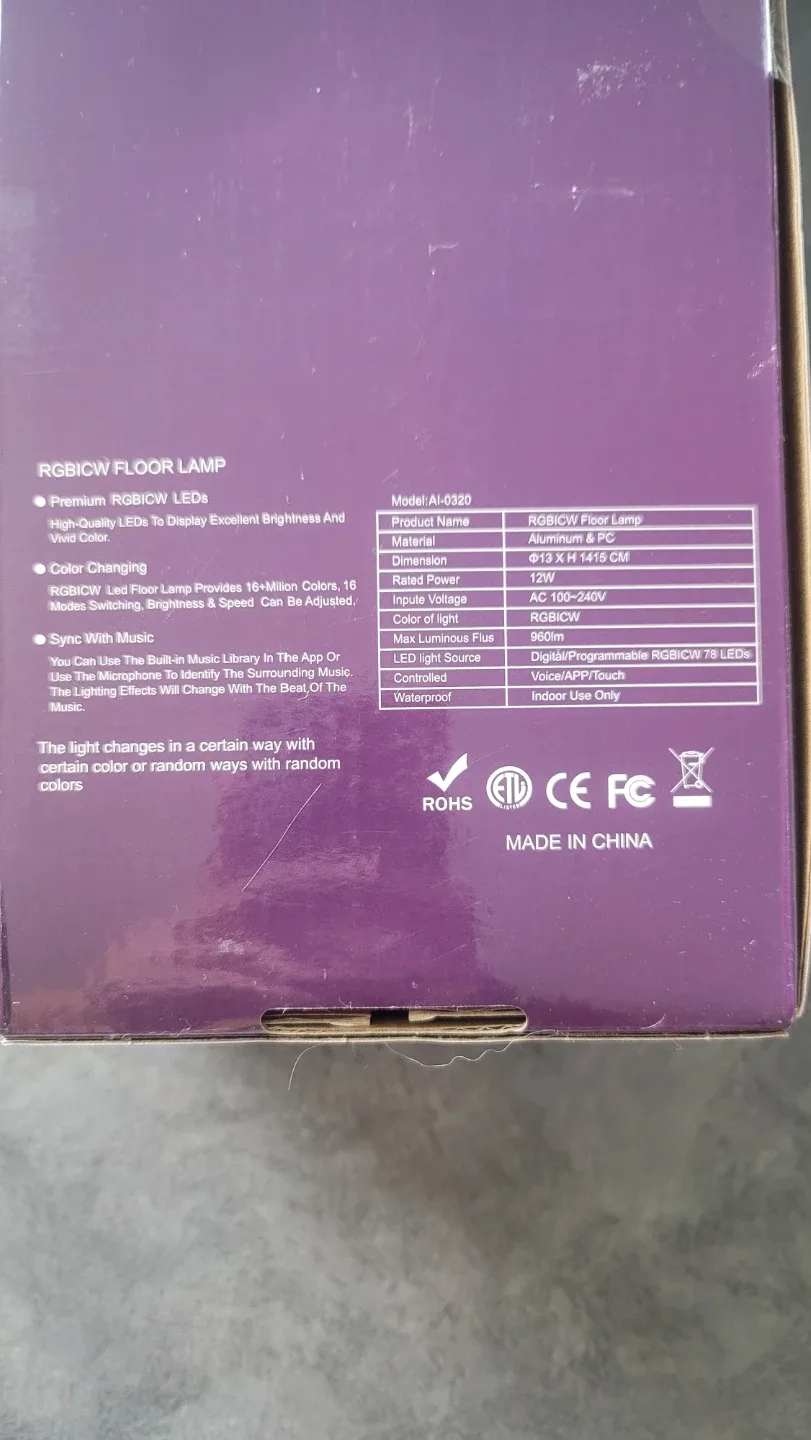 RGBICW FLOOR LAMP
● Premium RGBICW LEDs
High-Quality LEDs To Display Excellent Brightness And
Vivid Color.
● Color Changing
RGBICW Led Floor Lamp Provides 16+Milion Colors, 16
Modes Switching, Brightness & Speed Can Be Adjusted.
● Sync With Music
You Can Use The Built-in Music Library In The App Or
Use The Microphone To Identify The Surrounding Music.
The Lighting Effects Will Change With The Beat Of The
Music.
The light changes in a certain way with
certain color or random ways with random
colors
Model:AI-0320
Product Name RGBICW Floor Lamp
Material Aluminum & PC
Dimension Φ13 X H 1415 CM
Rated Power 12W
Inpute Voltage AC 100~240V
Color of light RGBICW
Max Luminous Flus 960lm
LED light Source Digital/Programmable RGBICW 78 LEDs
Controlled Voice/APP/Touch
Waterproof Indoor Use Only
ROHS ETL LISTED CE FC
MADE IN CHINA